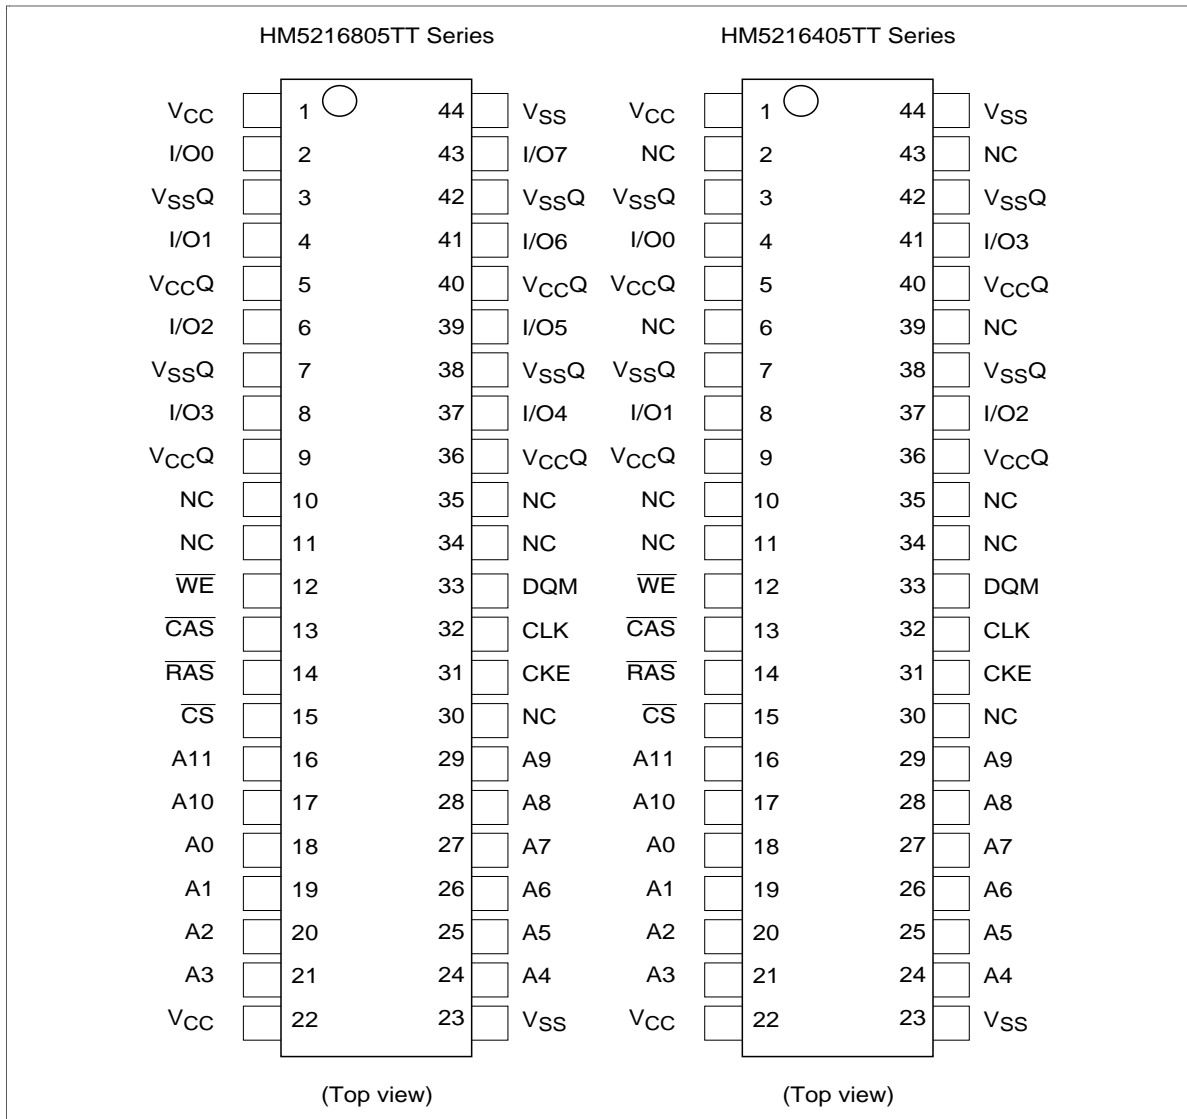 HM5216805TT Series HM5216405TT Series
VCC 1 44 VSS VCC 1 44 VSS
I/O0 2 43 I/O7 NC 2 43 NC
VSSQ 3 42 VSSQ VSSQ 3 42 VSSQ
I/O1 4 41 I/O6 I/O0 4 41 I/O3
VCCQ 5 40 VCCQ VCCQ 5 40 VCCQ
I/O2 6 39 I/O5 NC 6 39 NC
VSSQ 7 38 VSSQ VSSQ 7 38 VSSQ
I/O3 8 37 I/O4 I/O1 8 37 I/O2
VCCQ 9 36 VCCQ VCCQ 9 36 VCCQ
NC 10 35 NC NC 10 35 NC
NC 11 34 NC NC 11 34 NC
W̅E̅ 12 33 DQM W̅E̅ 12 33 DQM
C̅A̅S̅ 13 32 CLK C̅A̅S̅ 13 32 CLK
R̅A̅S̅ 14 31 CKE R̅A̅S̅ 14 31 CKE
C̅S̅ 15 30 NC C̅S̅ 15 30 NC
A11 16 29 A9 A11 16 29 A9
A10 17 28 A8 A10 17 28 A8
A0 18 27 A7 A0 18 27 A7
A1 19 26 A6 A1 19 26 A6
A2 20 25 A5 A2 20 25 A5
A3 21 24 A4 A3 21 24 A4
VCC 22 23 VSS VCC 22 23 VSS
(Top view) (Top view)